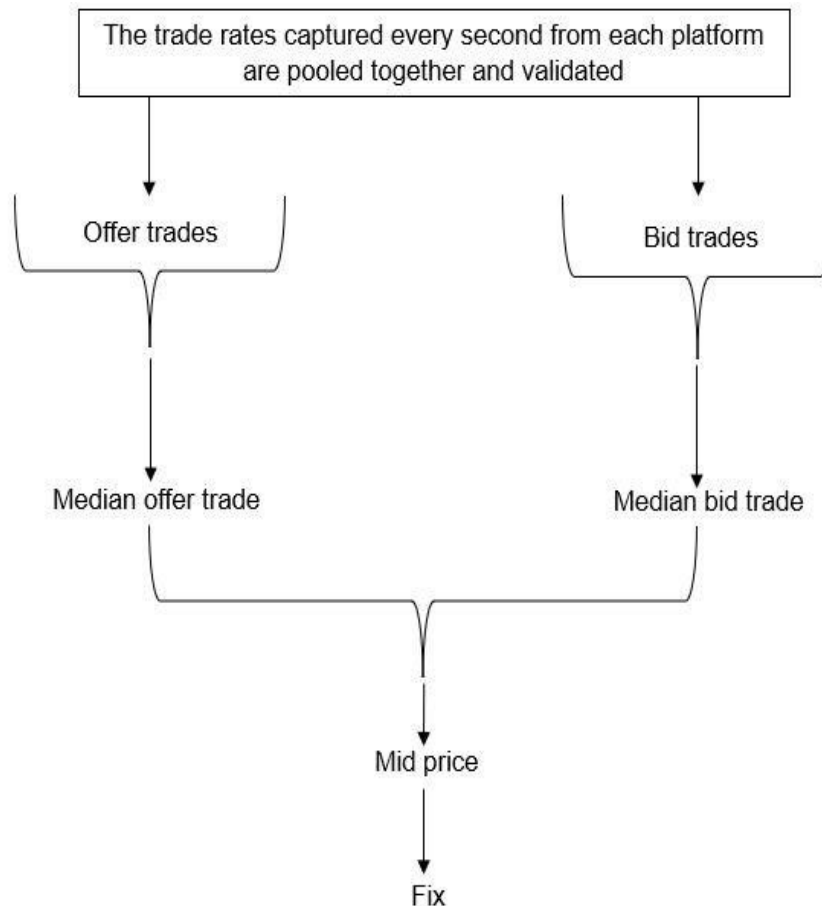 The trade rates captured every second from each platform
are pooled together and validated
Offer trades
Bid trades
Median offer trade
Median bid trade
Mid price
Fix